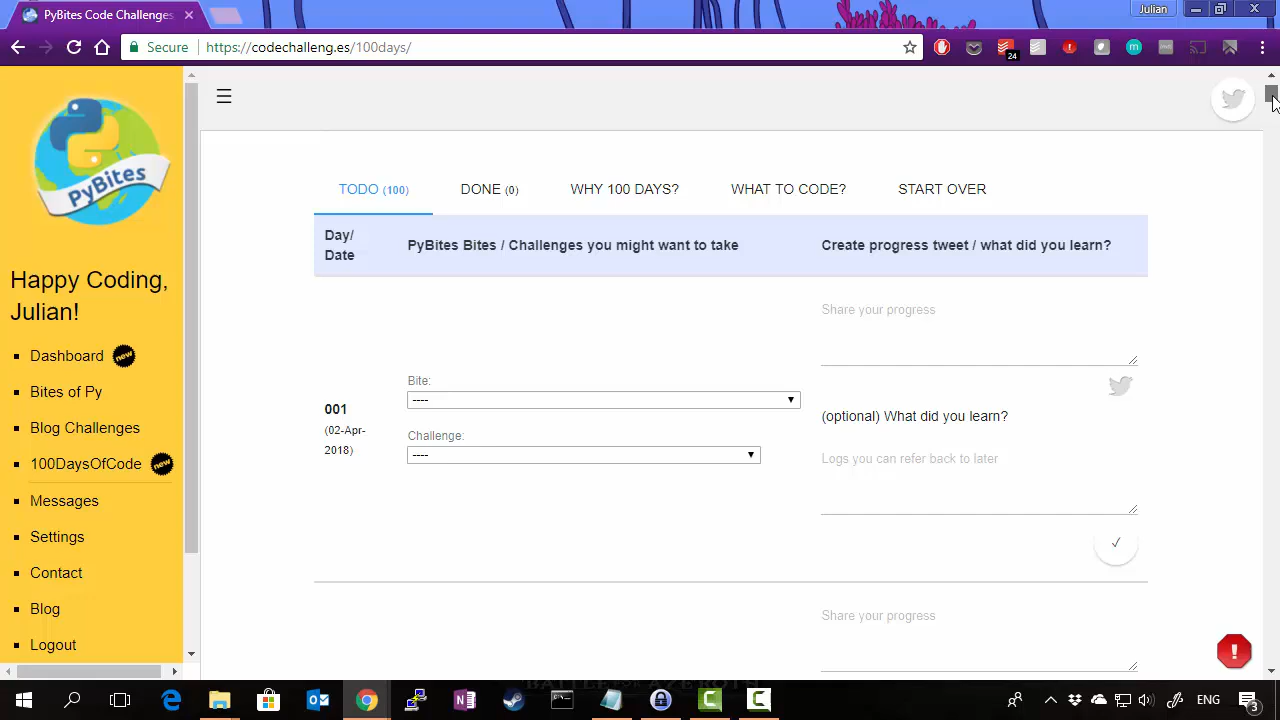 PyBites Code Challenges
Julian
Secure
https://codechalleng.es/100days/
24
PyBites
Happy Coding,
Julian!
Dashboard new
Bites of Py
Blog Challenges
100DaysOfCode new
Messages
Settings
Contact
Blog
Logout
TODO (100)
DONE (0)
WHY 100 DAYS?
WHAT TO CODE?
START OVER
Day/
Date
PyBites Bites / Challenges you might want to take
Create progress tweet / what did you learn?
001
(02-Apr-
2018)
Bite:
----
Challenge:
----
Share your progress
(optional) What did you learn?
Logs you can refer back to later
Share your progress
BATTLE FOR AZEROTH
ENG
3